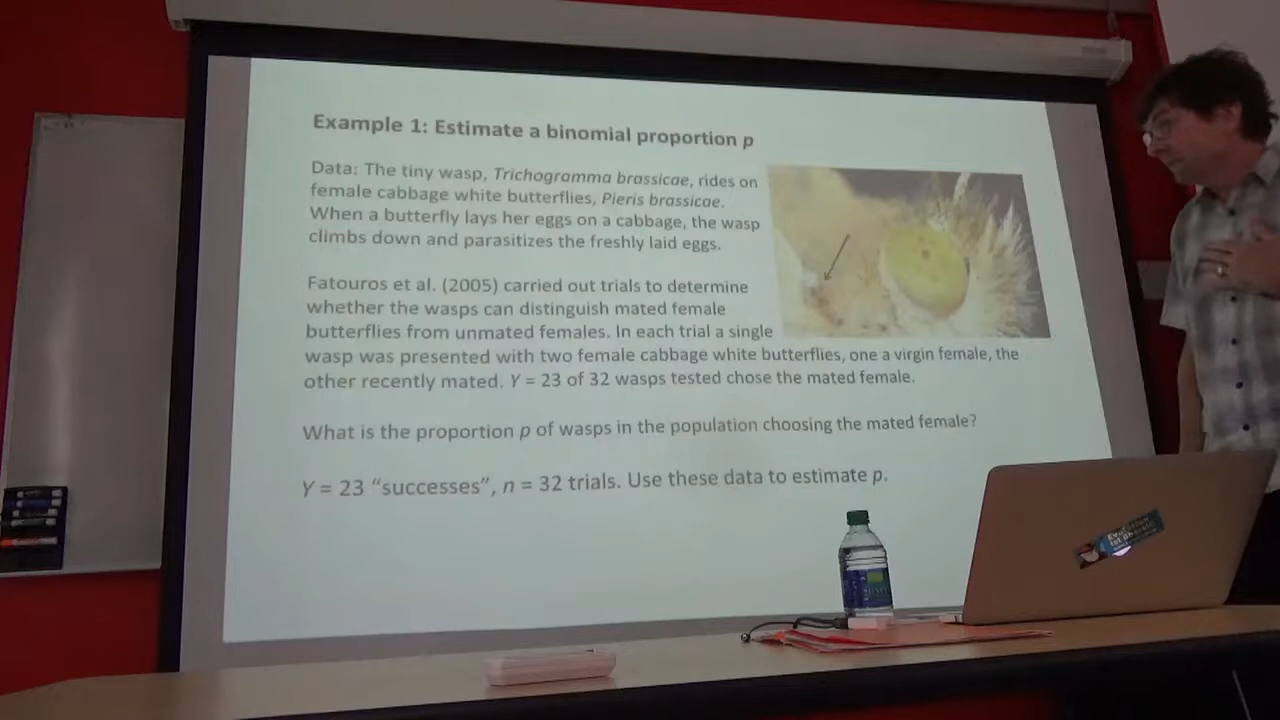 Example 1: Estimate a binomial proportion p
Data: The tiny wasp, Trichogramma brassicae, rides on
female cabbage white butterflies, Pieris brassicae.
When a butterfly lays her eggs on a cabbage, the wasp
climbs down and parasitizes the freshly laid eggs.
Fatouros et al. (2005) carried out trials to determine
whether the wasps can distinguish mated female
butterflies from unmated females. In each trial a single
wasp was presented with two female cabbage white butterflies, one a virgin female, the
other recently mated. Y = 23 of 32 wasps tested chose the mated female.
What is the proportion p of wasps in the population choosing the mated female?
Y = 23 “successes”, n = 32 trials. Use these data to estimate p.